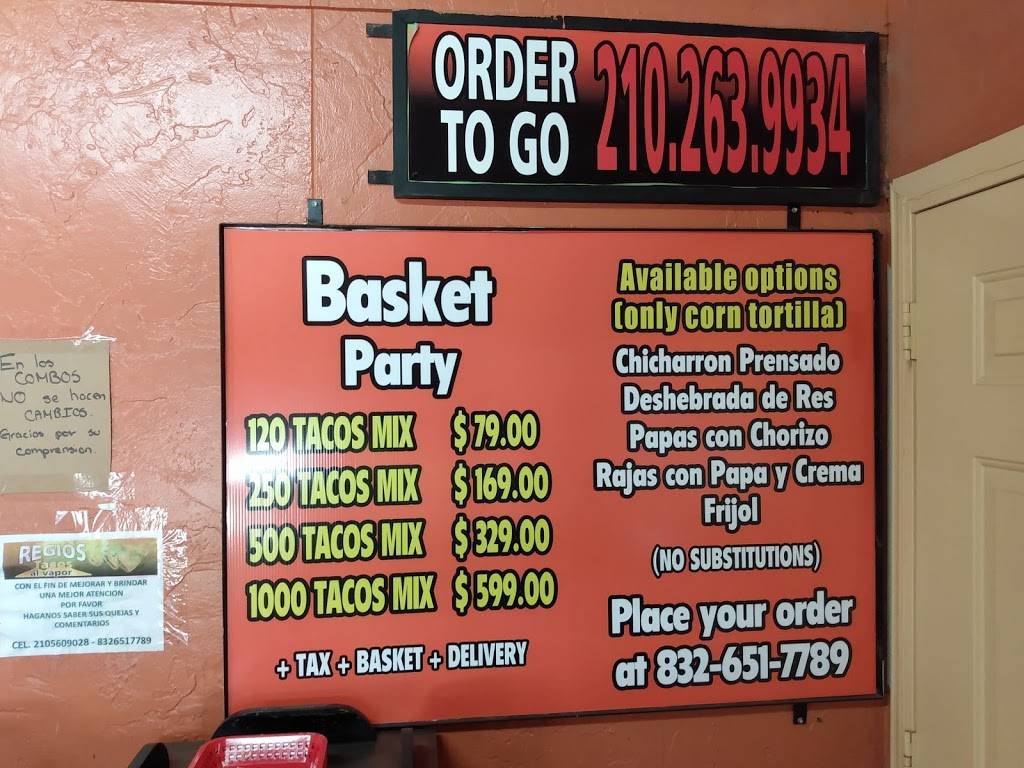 ORDER
TO GO
210.263.9934
Basket
Party
120 TACOS MIX $79.00
250 TACOS MIX $169.00
500 TACOS MIX $329.00
1000 TACOS MIX $599.00
+ TAX + BASKET + DELIVERY
Available options
(only corn tortilla)
Chicharron Prensado
Deshebrada de Res
Papas con Chorizo
Rajas con Papa y Crema
Frijol
(NO SUBSTITUTIONS)
Place your order
at 832-651-7789
En los
COMBOS
NO se hacen
CAMBIOS.
Gracias por su
comprension.
REGIOS
Tacos
al vapor
CON EL FIN DE MEJORAR Y BRINDAR
UNA MEJOR ATENCION
POR FAVOR
HAGANOS SABER SUS QUEJAS Y
COMENTARIOS
CEL. 2105609028 - 8326517789